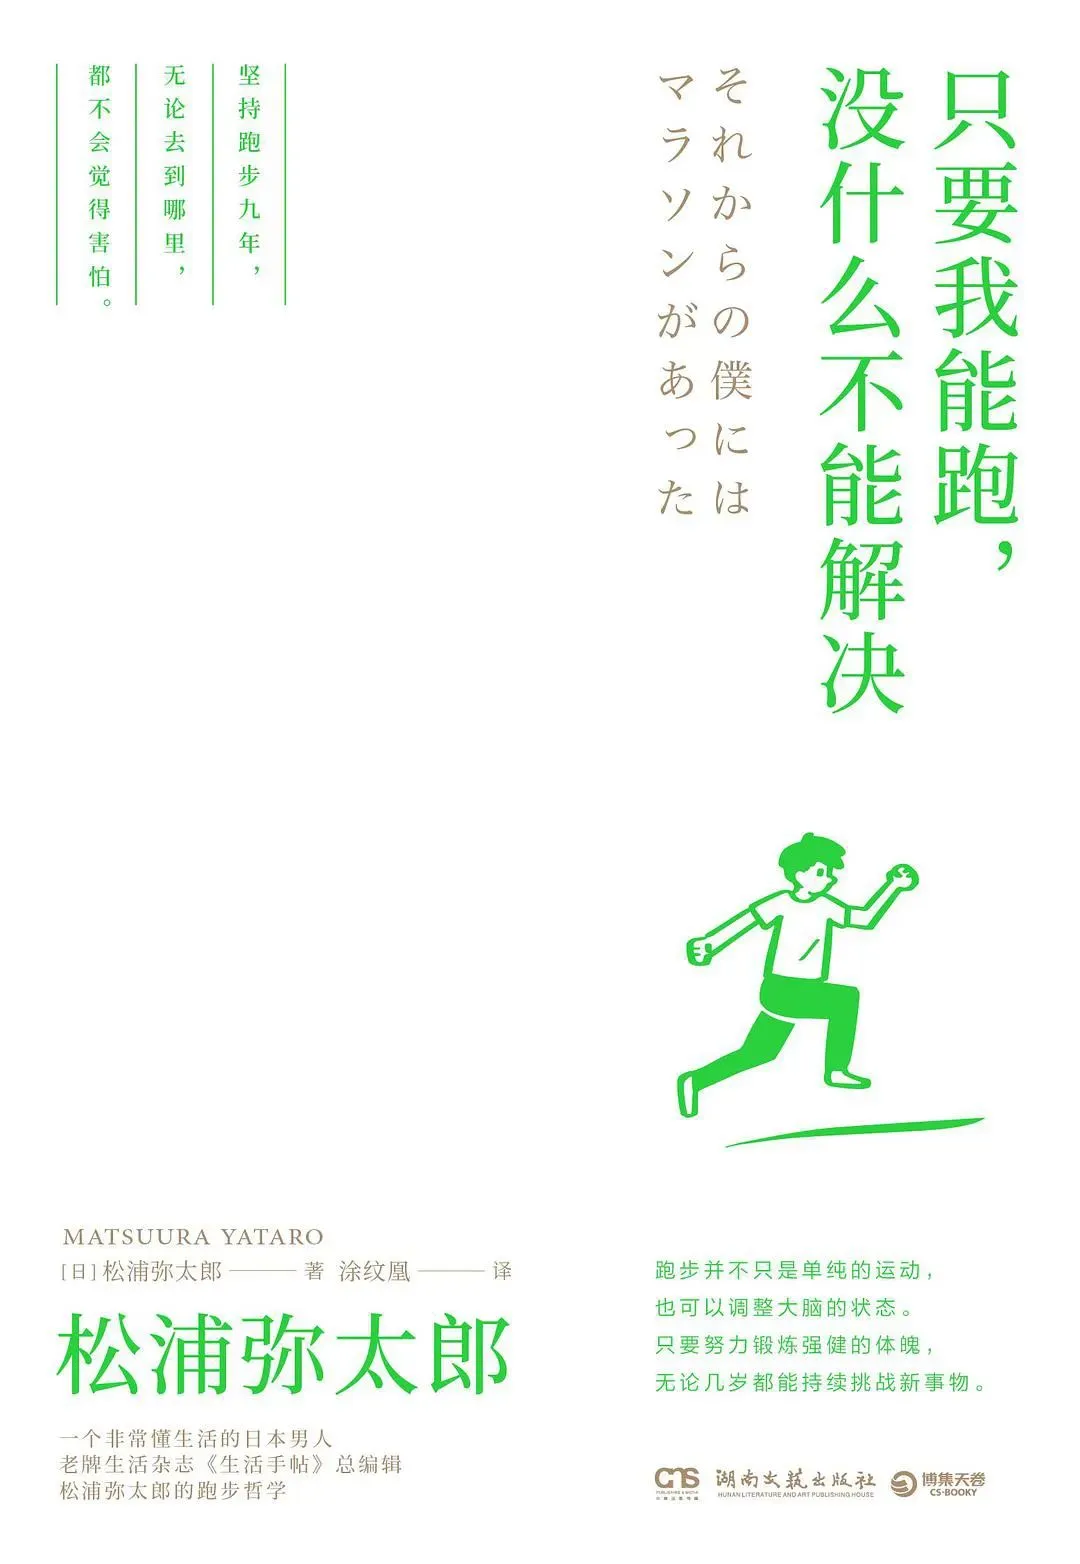 只要我能跑，
没什么不能解决
それからの僕には
マラソンがあった
坚持跑步九年，
无论去到哪里，
都不会觉得害怕。
MATSUURA YATARO
[日]松浦弥太郎——著 涂纹凰——译
松浦弥太郎
一个非常懂生活的日本男人
老牌生活杂志《生活手帖》总编辑
松浦弥太郎的跑步哲学
跑步并不只是单纯的运动，
也可以调整大脑的状态。
只要努力锻炼强健的体魄，
无论几岁都能持续挑战新事物。
湖南文艺出版社
HUNAN LITERATURE AND ART PUBLISHING HOUSE
博集天卷
CS-BOOKY